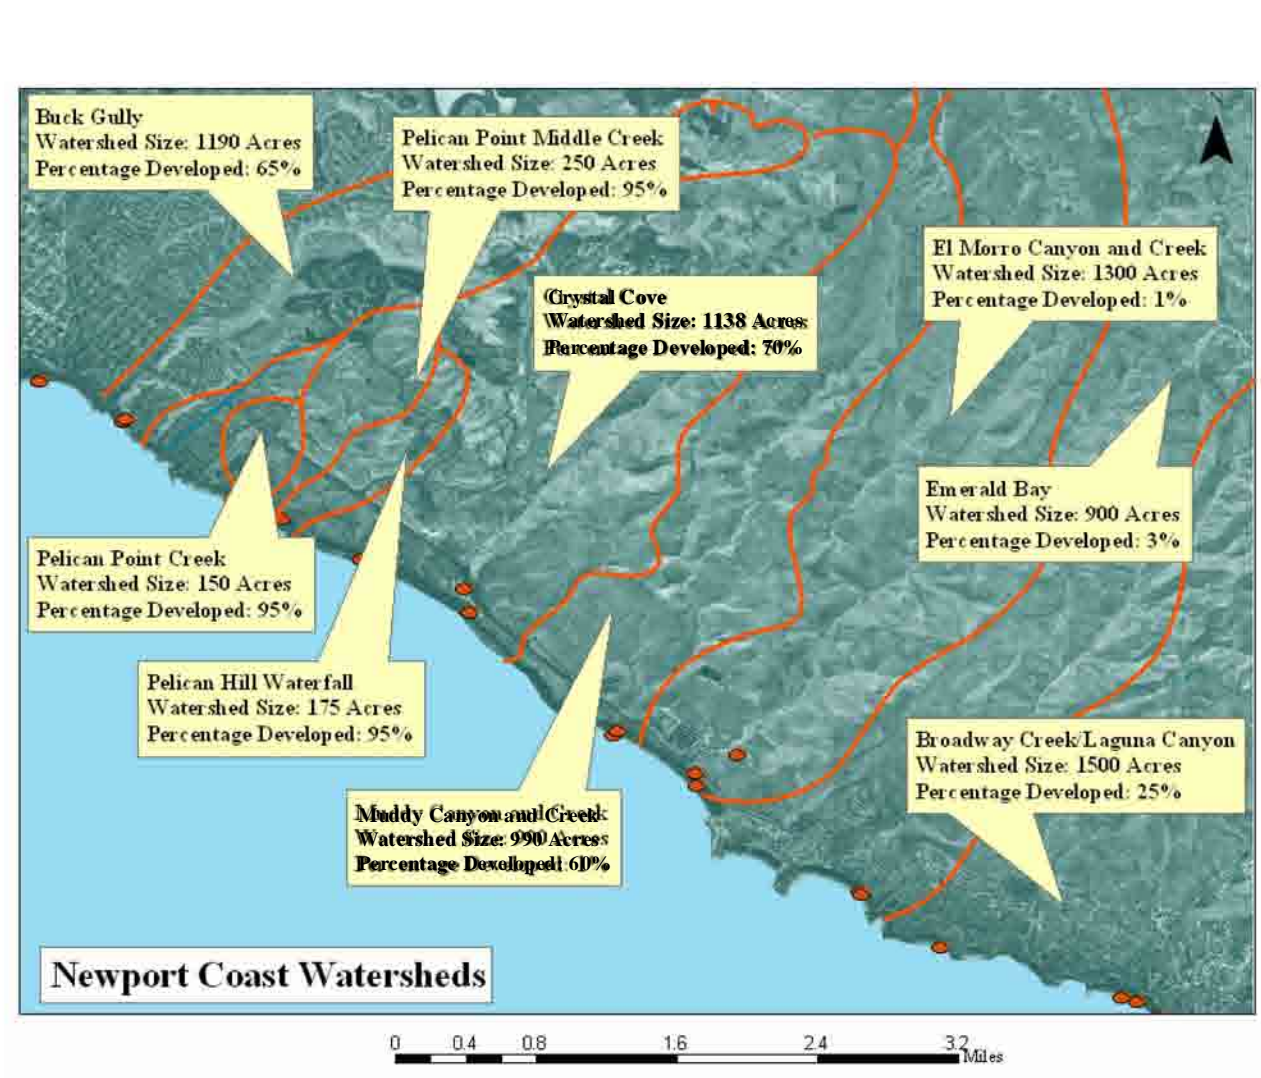 Buck Gully
Watershed Size: 1190 Acres
Percentage Developed: 65%
Pelican Point Middle Creek
Watershed Size: 250 Acres
Percentage Developed: 95%
N
El Morro Canyon and Creek
Watershed Size: 1300 Acres
Percentage Developed: 1%
Crystal Cove
Watershed Size: 1138 Acres
Percentage Developed: 70%
Emerald Bay
Watershed Size: 900 Acres
Percentage Developed: 3%
Pelican Point Creek
Watershed Size: 150 Acres
Percentage Developed: 95%
Pelican Hill Waterfall
Watershed Size: 175 Acres
Percentage Developed: 95%
Broadway Creek/Laguna Canyon
Watershed Size: 1500 Acres
Percentage Developed: 25%
Muddy Canyon and Creek
Watershed Size: 990 Acres
Percentage Developed: 60%
Newport Coast Watersheds
0 0.4 0.8 1.6 2.4 3.2
Miles